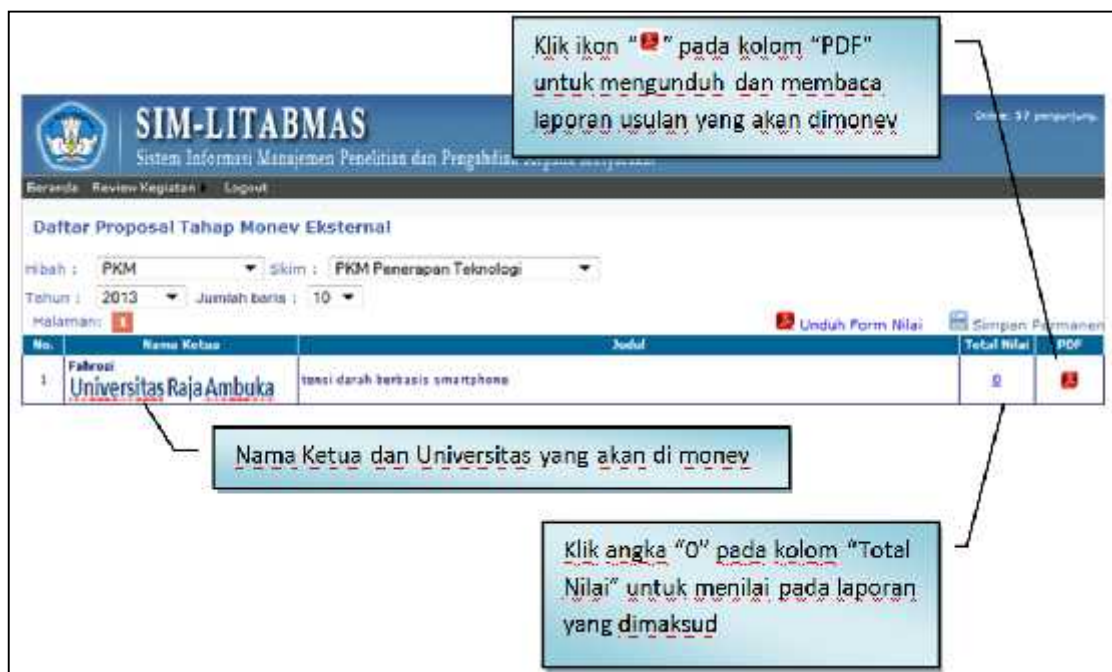 Klik ikon " " pada kolom "PDF"
untuk mengunduh dan membaca
laporan usulan yang akan dimonev
SIM-LITABMAS
Online: 57 pengunjung.
Sistem Informasi Manajemen Penelitian dan Pengabdian
Beranda Review Kegiatan Logout
Daftar Proposal Tahap Monev Eksternal
Hibah : PKM Skim : PKM Penerapan Teknologi
Tahun : 2013 Jumlah baris : 10
Halaman: 1 Unduh Form Nilai Simpan Permanen
No. Nama Ketua Judul Total Nilai PDF
Fahrozi
1 tensi darah berbasis smartphone 0
Universitas Raja Ambuka
Nama Ketua dan Universitas yang akan di monev
Klik angka "0" pada kolom "Total
Nilai" untuk menilai pada laporan
yang dimaksud